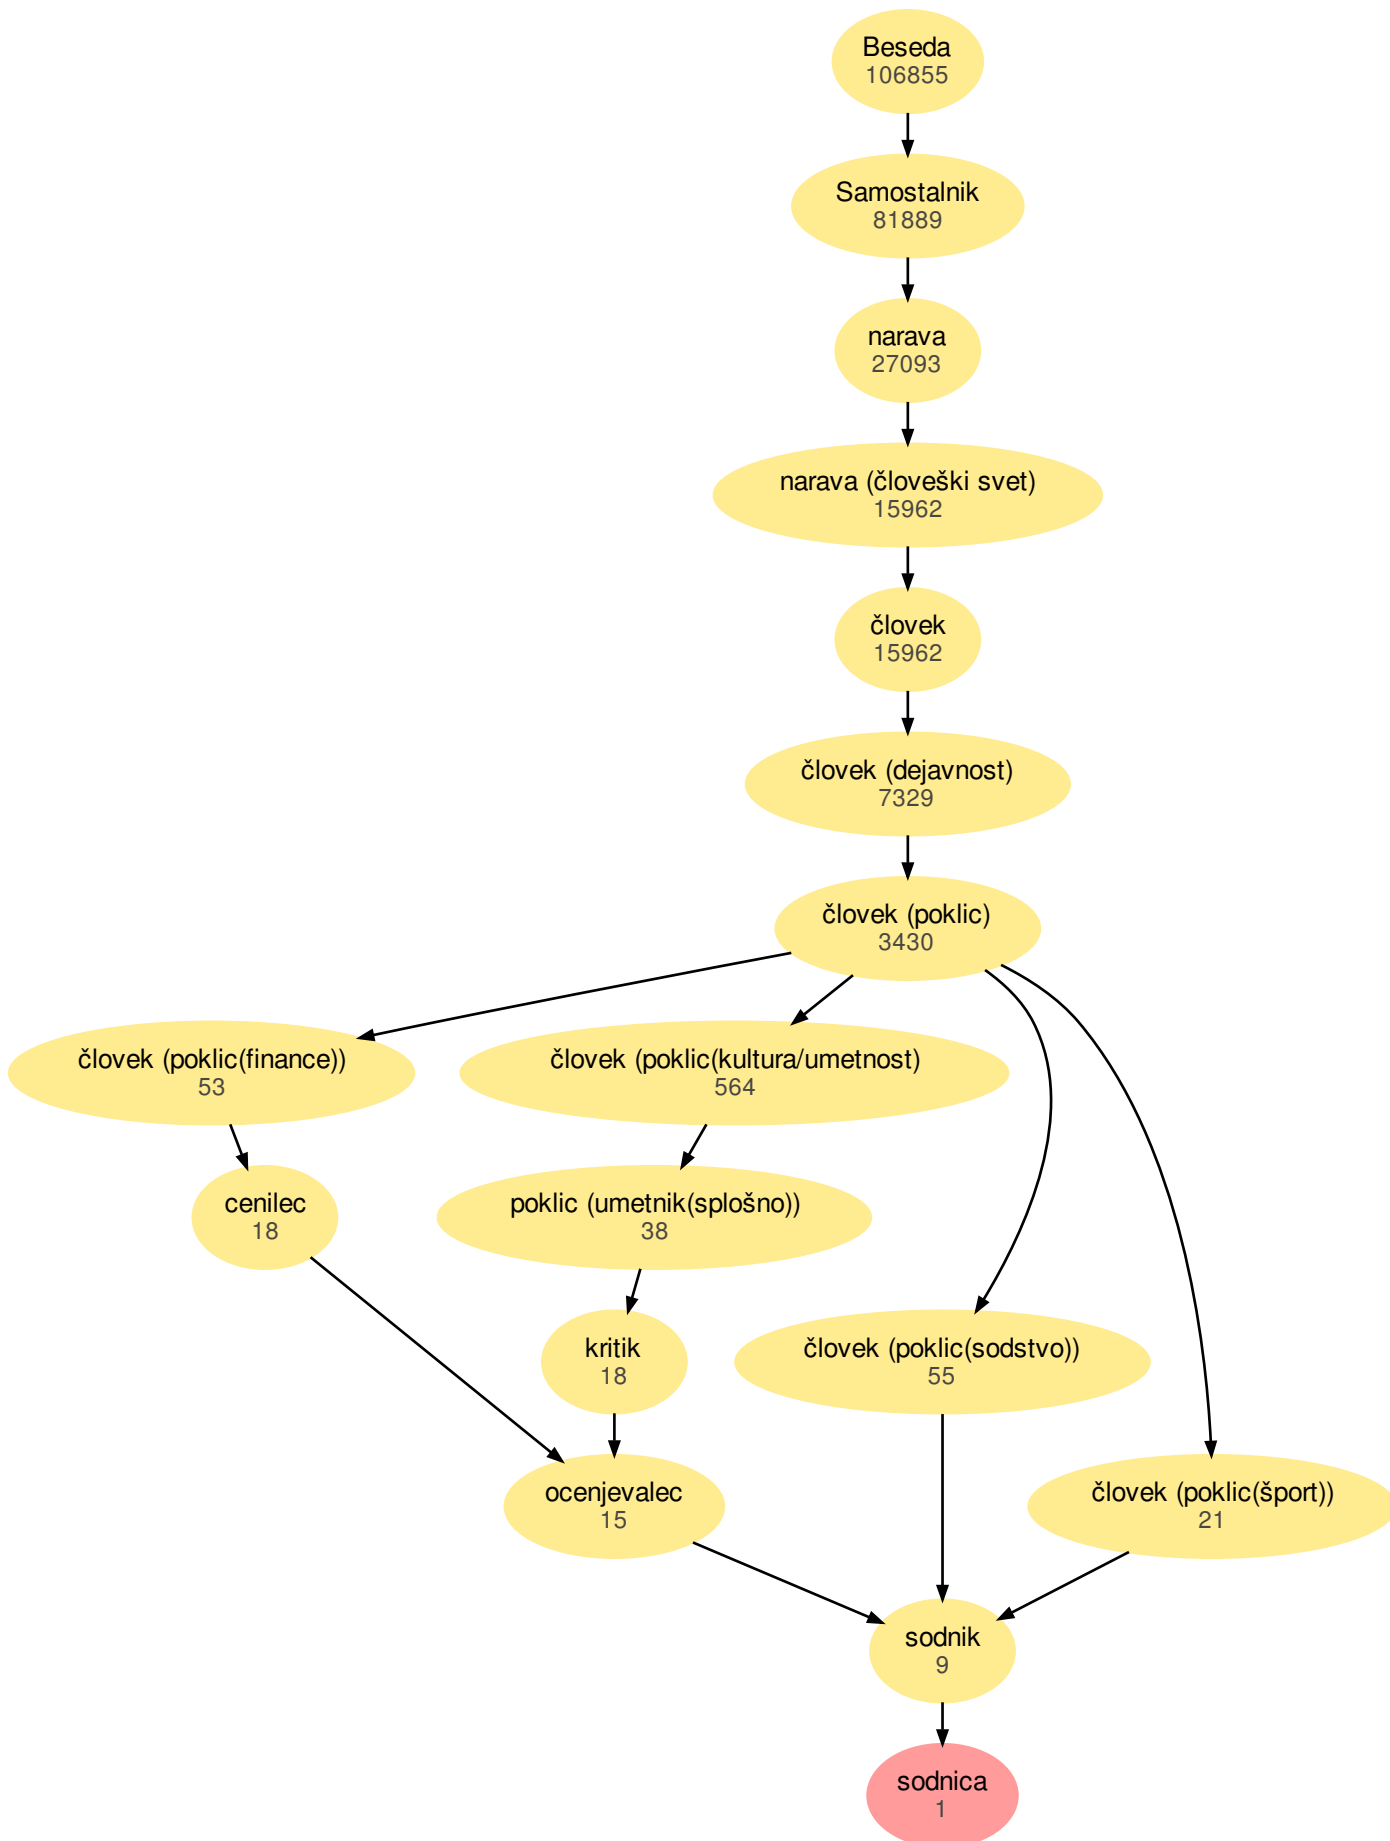 Beseda
106855
Samostalnik
81889
narava
27093
narava (človeški svet)
15962
človek
15962
človek (dejavnost)
7329
človek (poklic)
3430
človek (poklic(finance))
53
človek (poklic(kultura/umetnost)
564
cenilec
18
poklic (umetnik(splošno))
38
kritik
18
človek (poklic(sodstvo))
55
ocenjevalec
15
človek (poklic(šport))
21
sodnik
9
sodnica
1